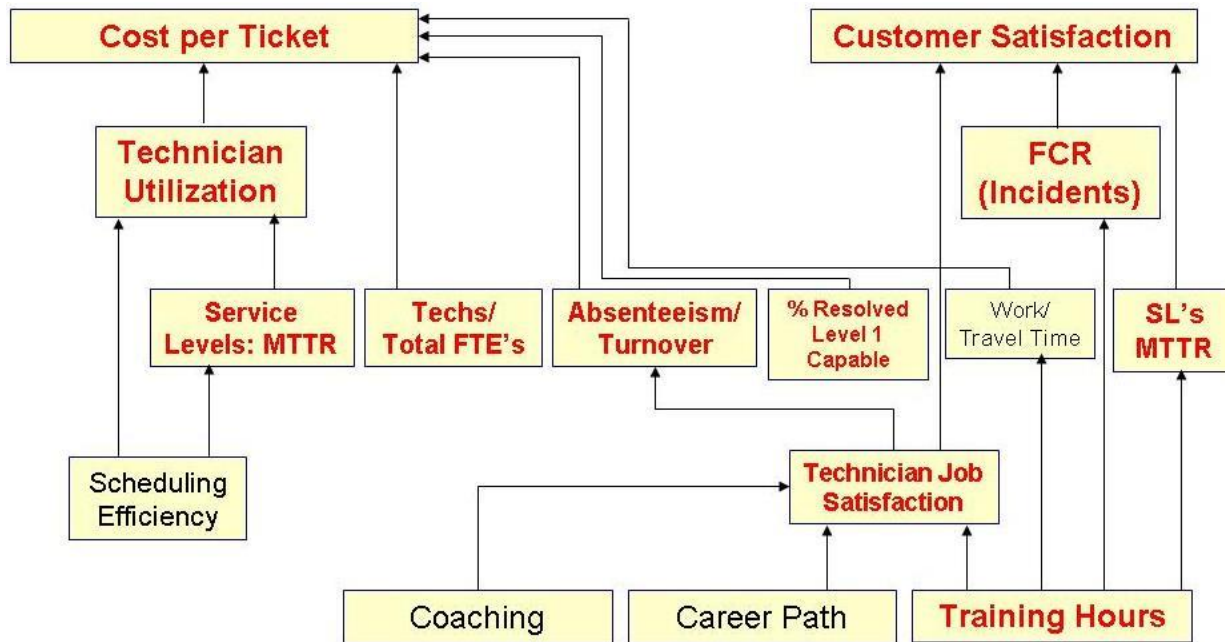 Cost per Ticket
Customer Satisfaction
Technician
Utilization
FCR
(Incidents)
Service
Levels: MTTR
Techs/
Total FTE's
Absenteeism/
Turnover
% Resolved
Level 1
Capable
Work/
Travel Time
SL's
MTTR
Scheduling
Efficiency
Technician Job
Satisfaction
Coaching
Career Path
Training Hours